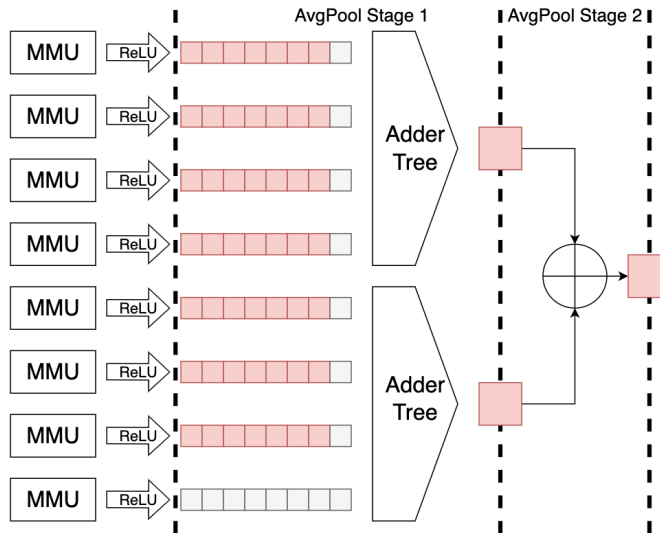 AvgPool Stage 1
AvgPool Stage 2
MMU
ReLU
MMU
ReLU
MMU
ReLU
MMU
ReLU
MMU
ReLU
MMU
ReLU
MMU
ReLU
MMU
ReLU
Adder
Tree
Adder
Tree